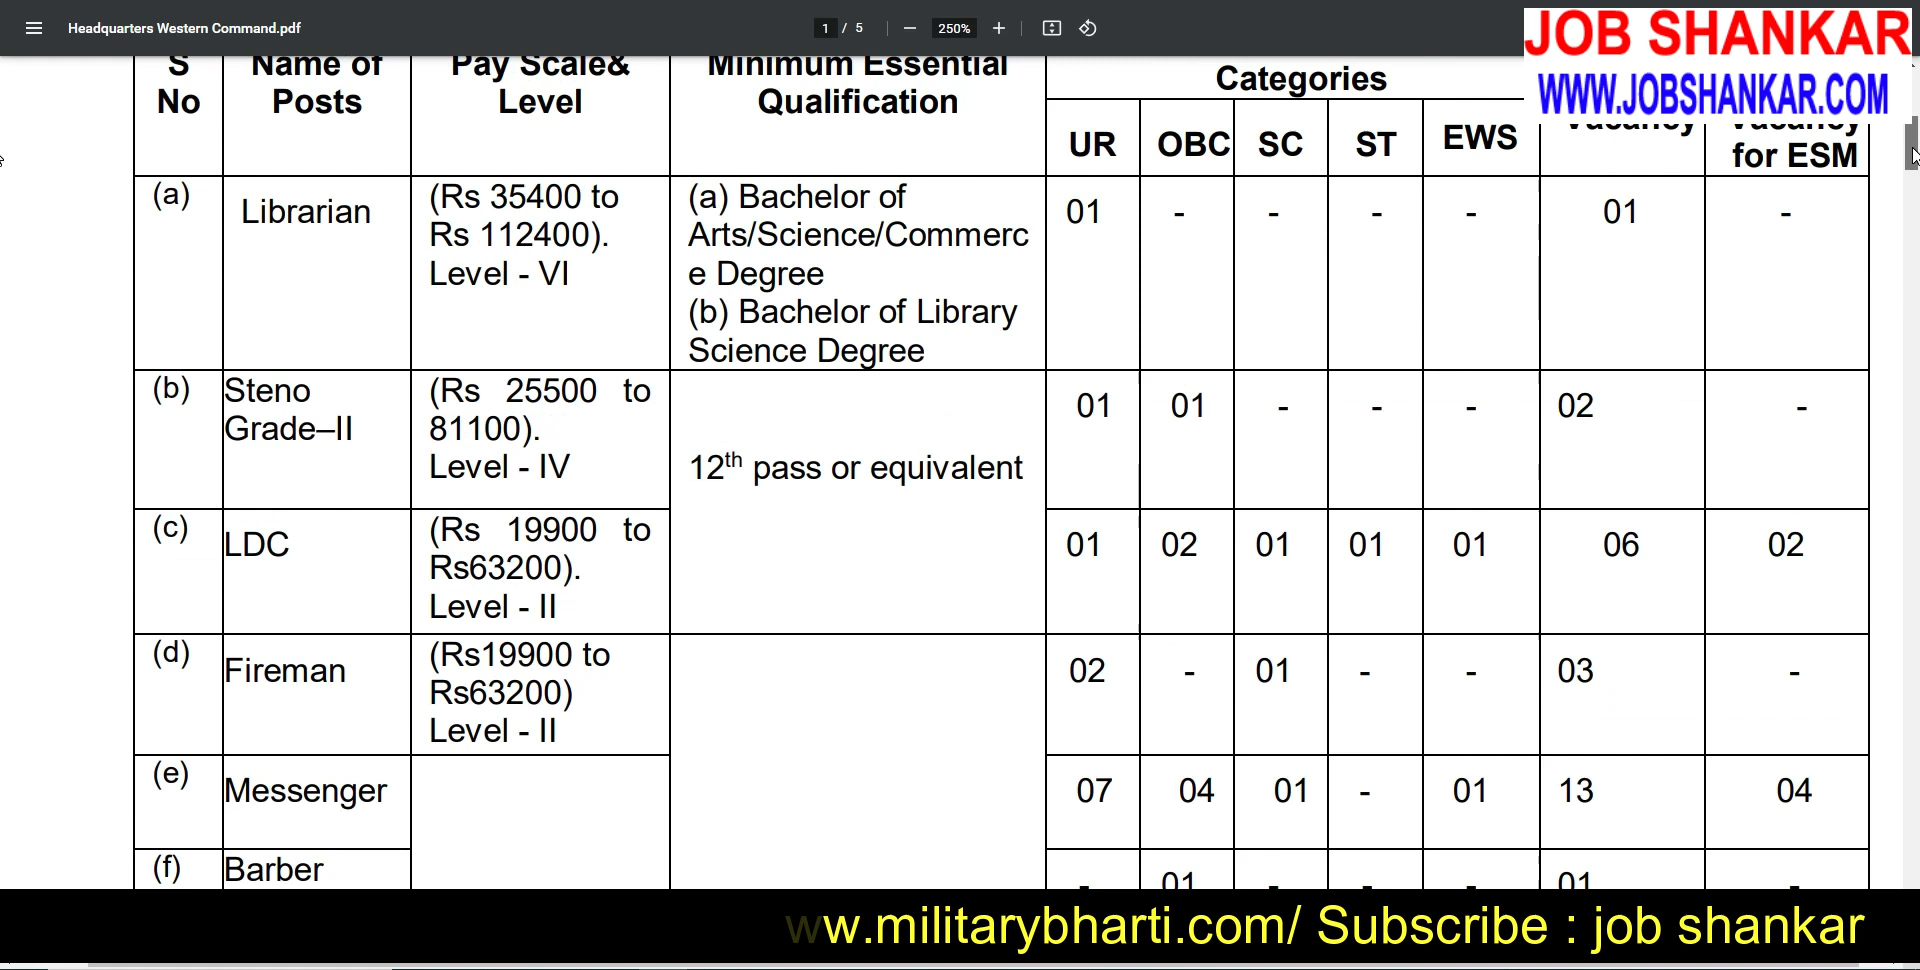 Headquarters Western Command.pdf
1 / 5
250%
JOB SHANKAR
WWW.JOBSHANKAR.COM
S No
Name of Posts
Pay Scale& Level
Minimum Essential Qualification
Categories
UR OBC SC ST EWS
Vacancy
Vacancy for ESM
(a) Librarian
(Rs 35400 to
Rs 112400).
Level - VI
(a) Bachelor of
Arts/Science/Commerc
e Degree
(b) Bachelor of Library
Science Degree
01 - - - - 01 -
(b) Steno
Grade–II
(Rs 25500 to
81100).
Level - IV
12th pass or equivalent
01 01 - - - 02 -
(c) LDC
(Rs 19900 to
Rs63200).
Level - II
01 02 01 01 01 06 02
(d) Fireman
(Rs19900 to
Rs63200)
Level - II
02 - 01 - - 03 -
(e) Messenger
07 04 01 - 01 13 04
(f) Barber
- 01 - - - 01 -
ww.militarybharti.com/ Subscribe : job shankar